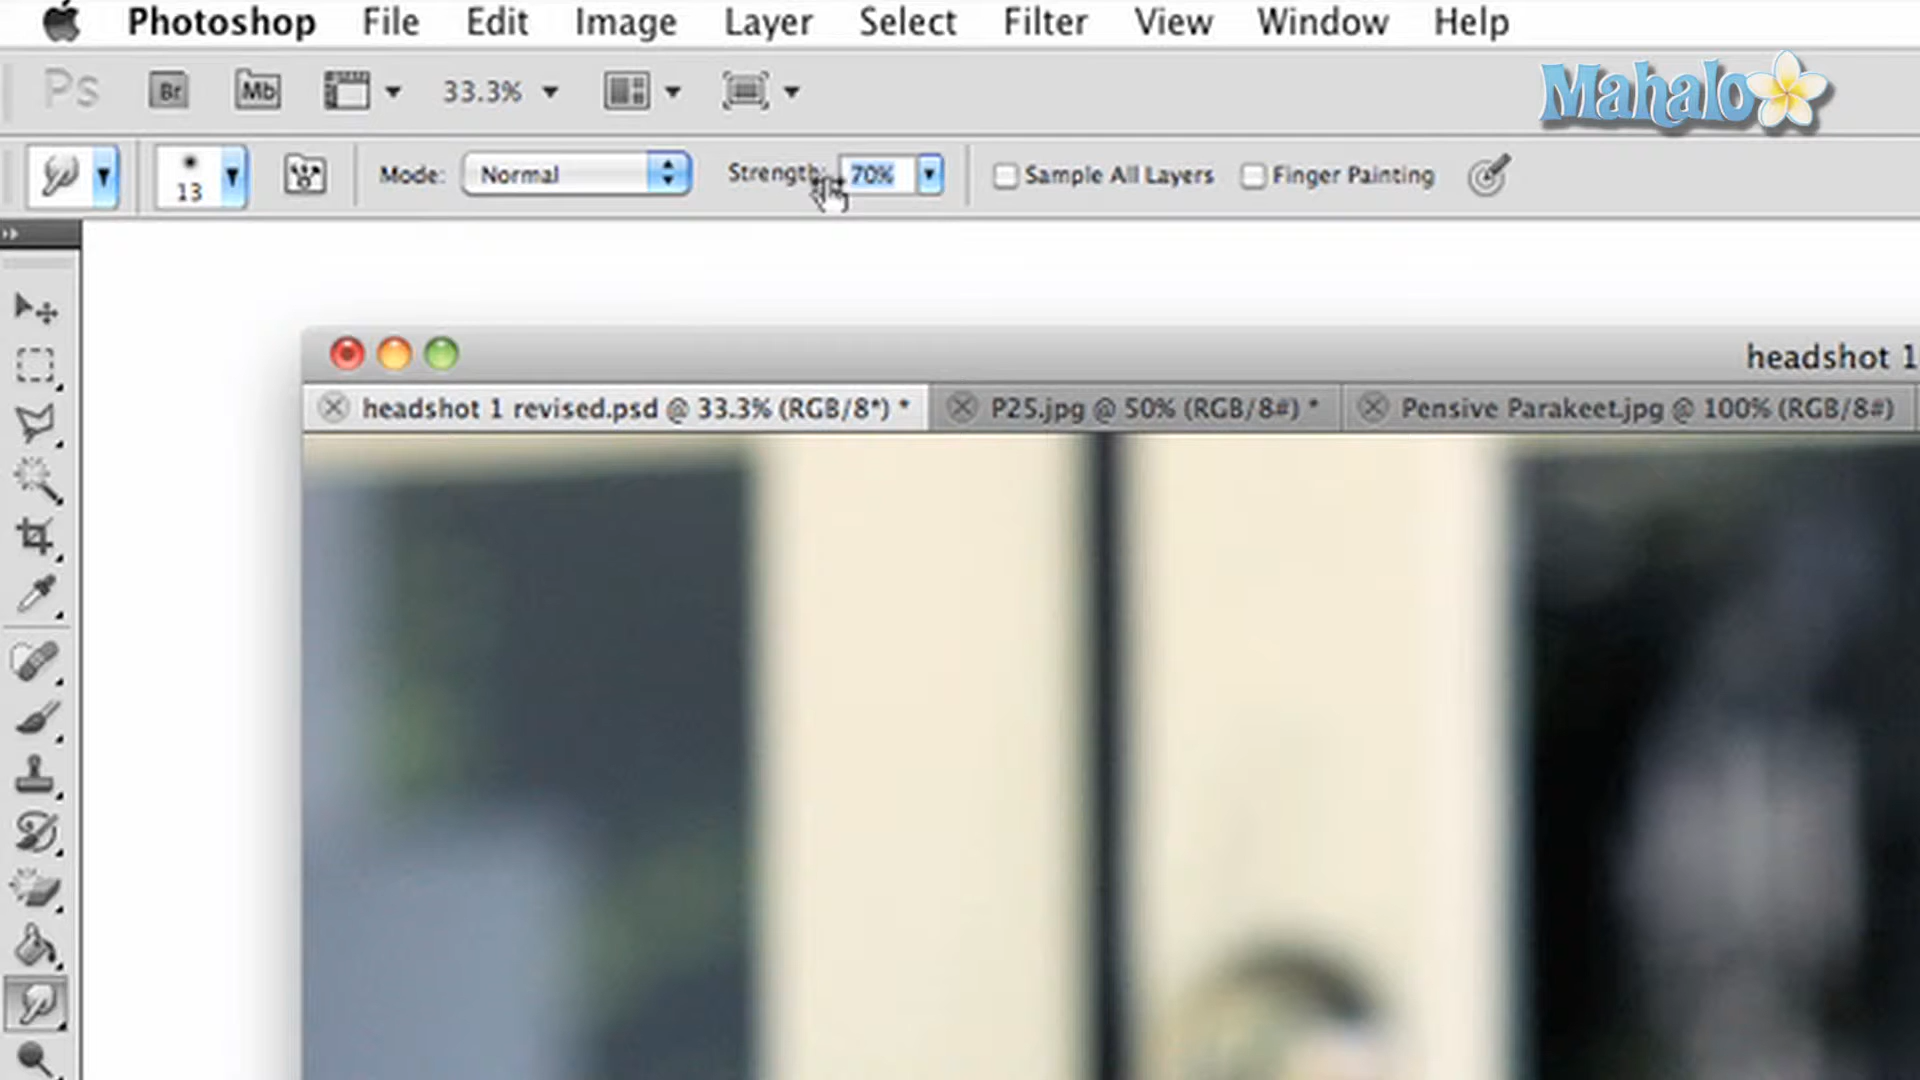 Photoshop File Edit Image Layer Select Filter View Window Help
Ps Br Mb 33.3% Mahalo
13 Mode: Normal Strength: 70% Sample All Layers Finger Painting
headshot 1
headshot 1 revised.psd @ 33.3% (RGB/8*) * P25.jpg @ 50% (RGB/8#) * Pensive Parakeet.jpg @ 100% (RGB/8#)